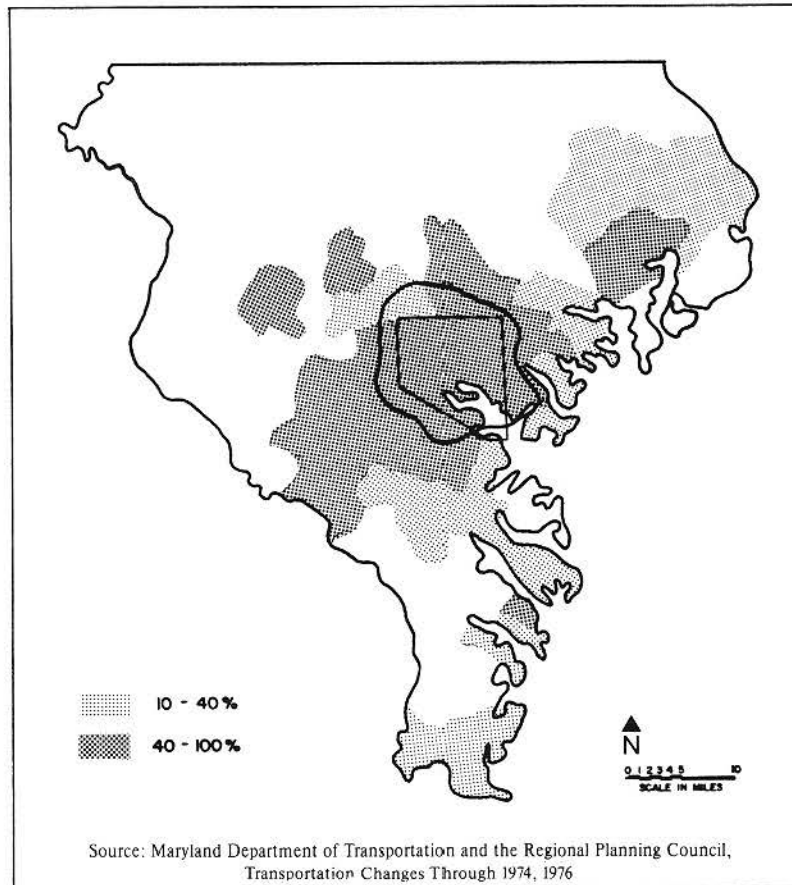 10 - 40%
40 - 100%
N
0 1 2 3 4 5 10
SCALE IN MILES
Source: Maryland Department of Transportation and the Regional Planning Council,
Transportation Changes Through 1974, 1976